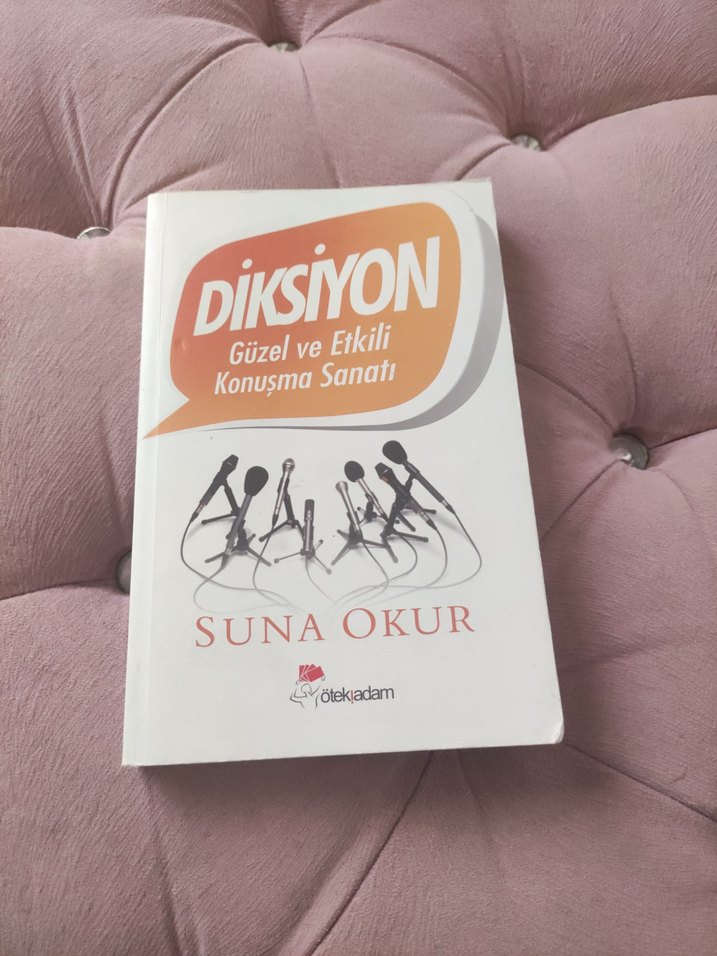 DİKSİYON
Güzel ve Etkili
Konuşma Sanatı
SUNA OKUR
ötekiadam